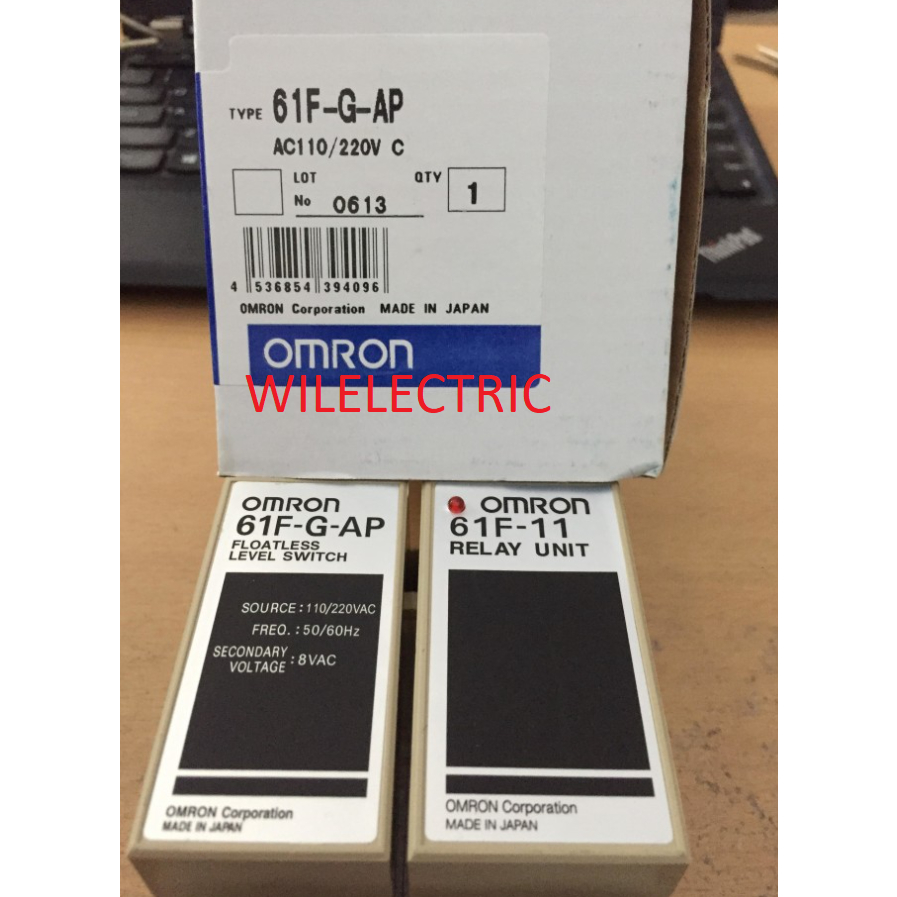 TYPE 61F-G-AP
AC110/220V C
LOT
No 0613
QTY
1
4 536854 394096
OMRON Corporation MADE IN JAPAN
OMRON
WILELECTRIC
ThinkPad
OMRON
61F-G-AP
FLOATLESS
LEVEL SWITCH
SOURCE : 110/220VAC
FREQ. : 50/60Hz
SECONDARY
VOLTAGE : 8VAC
OMRON Corporation
MADE IN JAPAN
OMRON
61F-11
RELAY UNIT
OMRON Corporation
MADE IN JAPAN